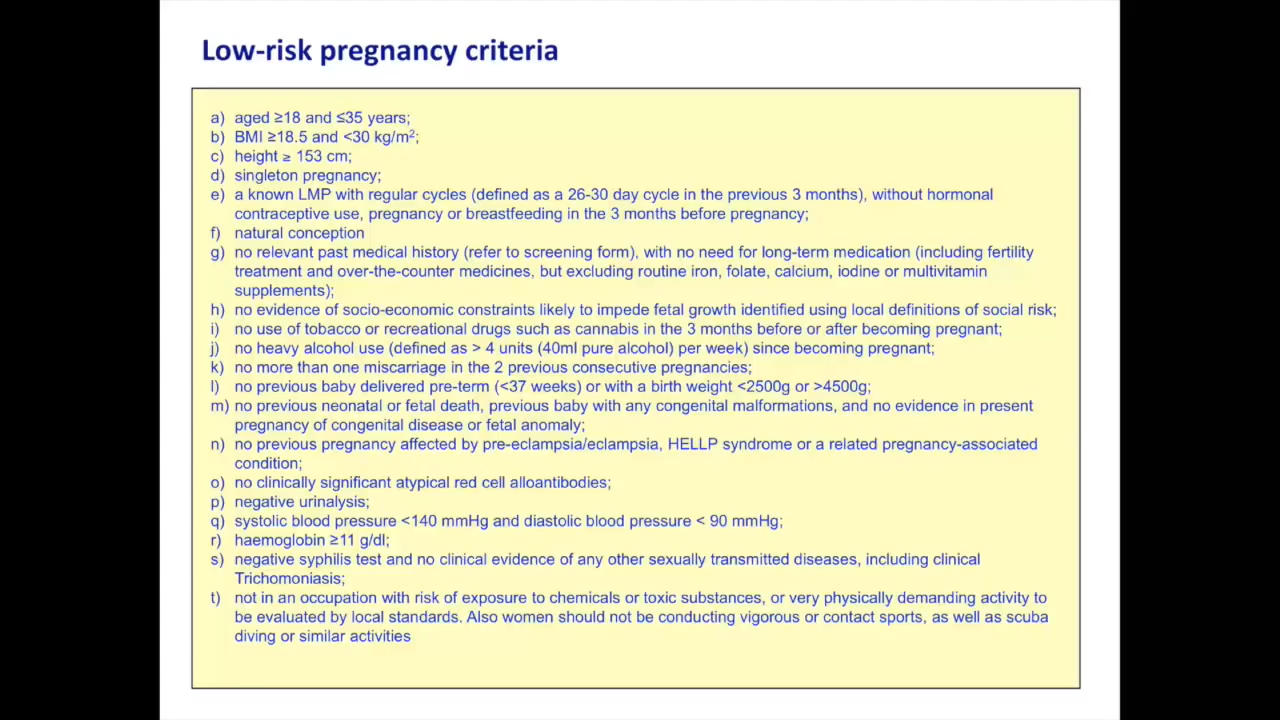 Low-risk pregnancy criteria
a) aged ≥18 and ≤35 years;
b) BMI ≥18.5 and <30 kg/m²;
c) height ≥ 153 cm;
d) singleton pregnancy;
e) a known LMP with regular cycles (defined as a 26-30 day cycle in the previous 3 months), without hormonal
contraceptive use, pregnancy or breastfeeding in the 3 months before pregnancy;
f) natural conception
g) no relevant past medical history (refer to screening form), with no need for long-term medication (including fertility
treatment and over-the-counter medicines, but excluding routine iron, folate, calcium, iodine or multivitamin
supplements);
h) no evidence of socio-economic constraints likely to impede fetal growth identified using local definitions of social risk;
i) no use of tobacco or recreational drugs such as cannabis in the 3 months before or after becoming pregnant;
j) no heavy alcohol use (defined as > 4 units (40ml pure alcohol) per week) since becoming pregnant;
k) no more than one miscarriage in the 2 previous consecutive pregnancies;
l) no previous baby delivered pre-term (<37 weeks) or with a birth weight <2500g or >4500g;
m) no previous neonatal or fetal death, previous baby with any congenital malformations, and no evidence in present
pregnancy of congenital disease or fetal anomaly;
n) no previous pregnancy affected by pre-eclampsia/eclampsia, HELLP syndrome or a related pregnancy-associated
condition;
o) no clinically significant atypical red cell alloantibodies;
p) negative urinalysis;
q) systolic blood pressure <140 mmHg and diastolic blood pressure < 90 mmHg;
r) haemoglobin ≥11 g/dl;
s) negative syphilis test and no clinical evidence of any other sexually transmitted diseases, including clinical
Trichomoniasis;
t) not in an occupation with risk of exposure to chemicals or toxic substances, or very physically demanding activity to
be evaluated by local standards. Also women should not be conducting vigorous or contact sports, as well as scuba
diving or similar activities